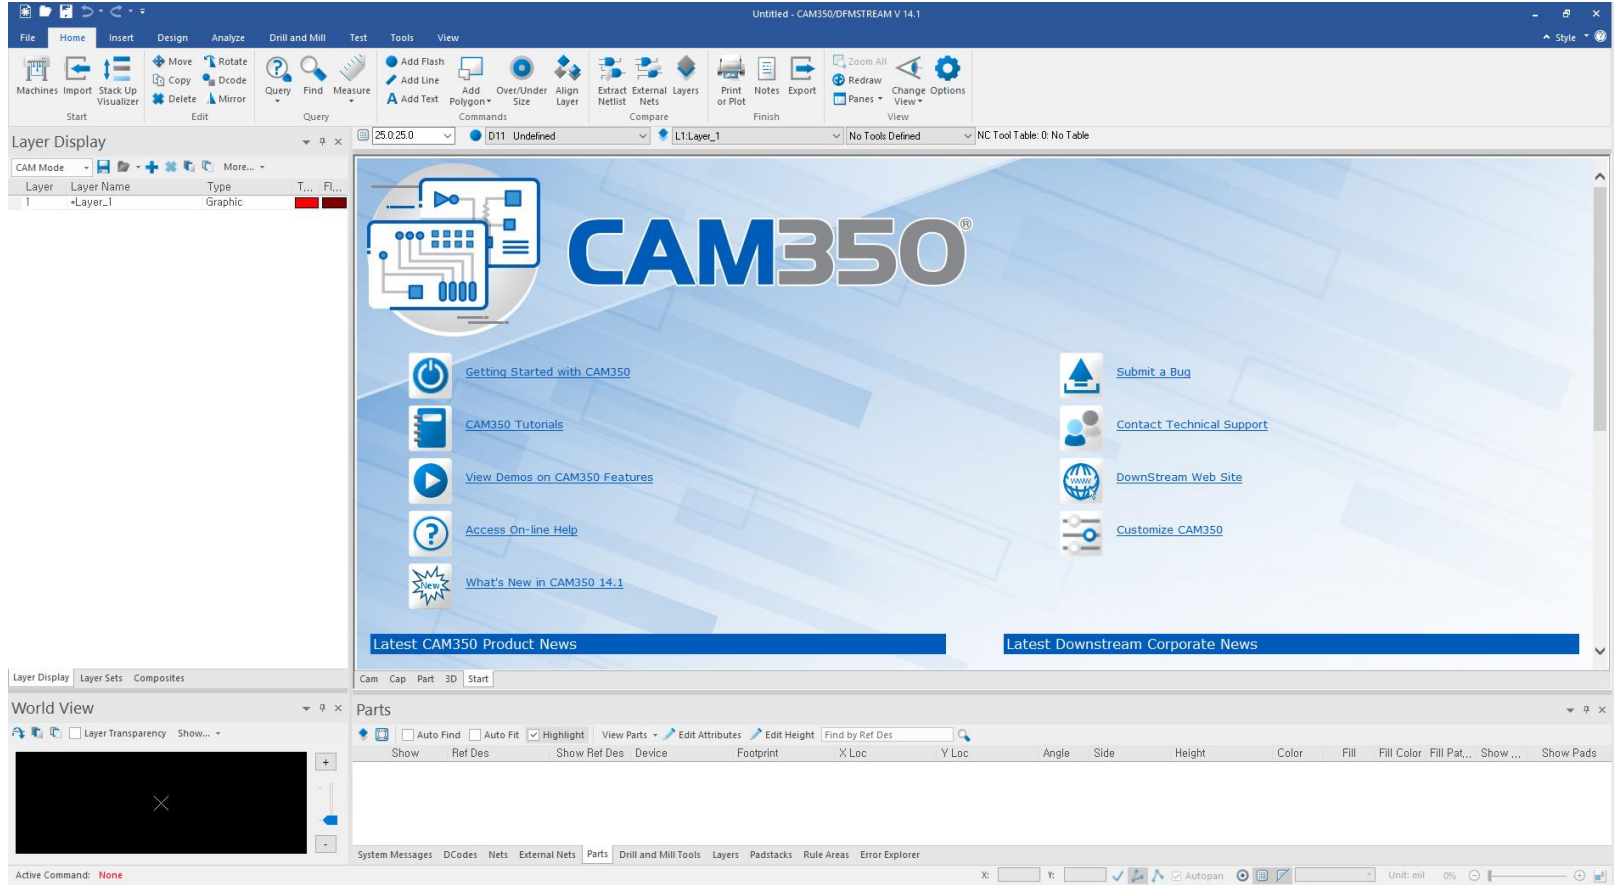 Untitled - CAM350/DFMSTREAM V 14.1
File Home Insert Design Analyze Drill and Mill Test Tools View Style
Machines Import Stack Up Visualizer Move Copy Delete Rotate Dcode Mirror Query Find Measure Add Flash Add Line Add Text Add Polygon Over/Under Size Align Layer Extract Netlist External Nets Layers Print or Plot Notes Export Zoom All Redraw Panes Change View Options
Start Edit Query Commands Compare Finish View
Layer Display
25.0:25.0 D11 Undefined L1:Layer_1 No Tools Defined NC Tool Table: 0: No Table
CAM Mode More...
Layer Layer Name Type T... Fl...
1 *Layer_1 Graphic
CAM350®
Getting Started with CAM350
CAM350 Tutorials
View Demos on CAM350 Features
Access On-line Help
New What's New in CAM350 14.1
Submit a Bug
Contact Technical Support
www DownStream Web Site
Customize CAM350
Latest CAM350 Product News
Latest Downstream Corporate News
Layer Display Layer Sets Composites
Cam Cap Part 3D Start
World View
Layer Transparency Show...
+
-
Parts
Auto Find Auto Fit Highlight View Parts Edit Attributes Edit Height Find by Ref Des
Show Ref Des Show Ref Des Device Footprint X Loc Y Loc Angle Side Height Color Fill Fill Color Fill Pat... Show ... Show Pads
System Messages DCodes Nets External Nets Parts Drill and Mill Tools Layers Padstacks Rule Areas Error Explorer
Active Command: None X: Y: Autopan Unit: mil 0%